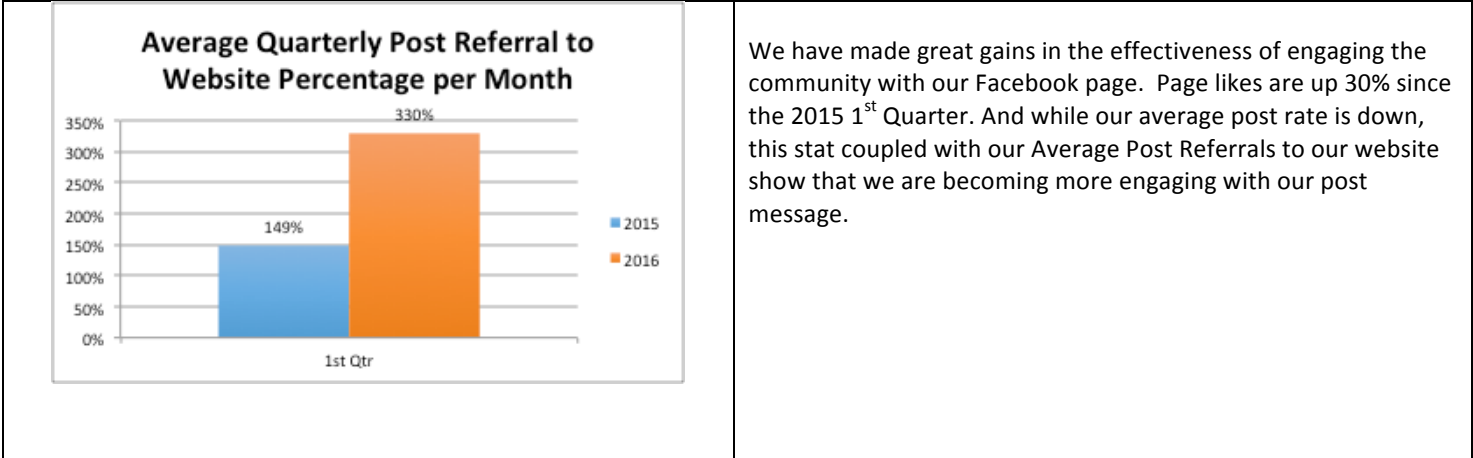 Average Quarterly Post Referral to
Website Percentage per Month
350%
300%
250%
200%
150%
100%
50%
0%
149%
330%
1st Qtr
2015
2016
We have made great gains in the effectiveness of engaging the
community with our Facebook page.  Page likes are up 30% since
the 2015 1st Quarter. And while our average post rate is down,
this stat coupled with our Average Post Referrals to our website
show that we are becoming more engaging with our post
message.